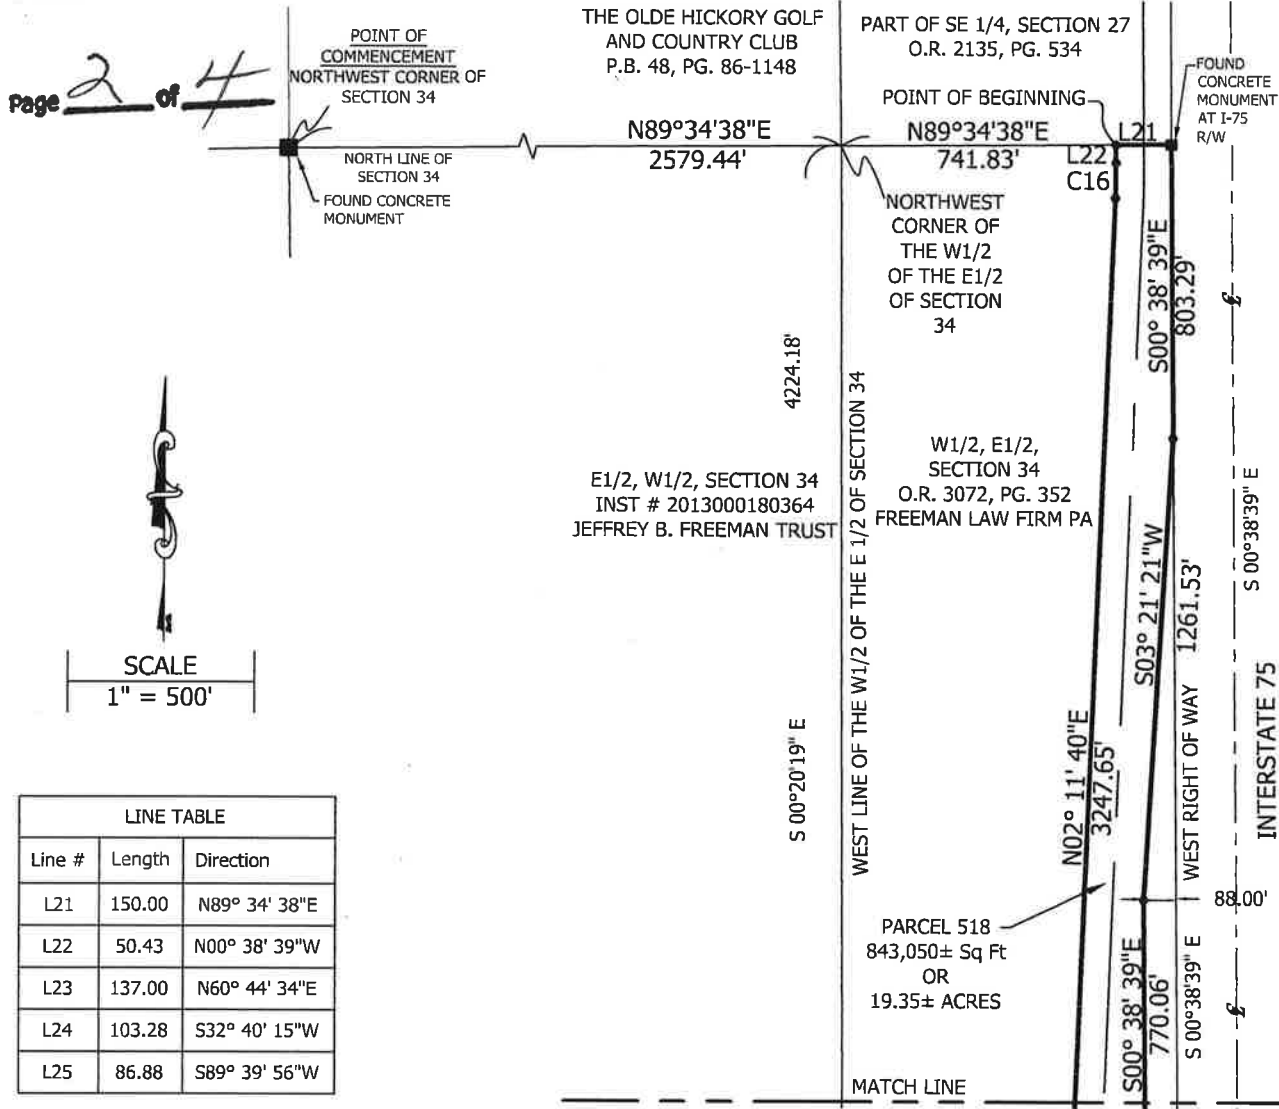 Page 2 of 4
POINT OF
COMMENCEMENT
NORTHWEST CORNER OF
SECTION 34
THE OLDE HICKORY GOLF
AND COUNTRY CLUB
P.B. 48, PG. 86-1148
PART OF SE 1/4, SECTION 27
O.R. 2135, PG. 534
POINT OF BEGINNING
FOUND
CONCRETE
MONUMENT
AT I-75
R/W
N89°34'38"E
2579.44'
N89°34'38"E
741.83'
L21
L22
C16
NORTH LINE OF
SECTION 34
FOUND CONCRETE
MONUMENT
NORTHWEST
CORNER OF
THE W1/2
OF THE E1/2
OF SECTION
34
S00° 38' 39"E
803.29'
4224.18'
S 00°20'19" E
WEST LINE OF THE W1/2 OF THE E 1/2 OF SECTION 34
E1/2, W1/2, SECTION 34
INST # 2013000180364
JEFFREY B. FREEMAN TRUST
W1/2, E1/2,
SECTION 34
O.R. 3072, PG. 352
FREEMAN LAW FIRM PA
S03° 21' 21"W
1261.53'
S 00°38'39" E
N02° 11' 40"E
3247.65'
WEST RIGHT OF WAY
INTERSTATE 75
88.00'
PARCEL 518
843,050± Sq Ft
OR
19.35± ACRES
S00° 38' 39"E
770.06'
S 00°38'39" E
MATCH LINE
SCALE
1" = 500'
LINE TABLE
Line # Length Direction
L21 150.00 N89° 34' 38"E
L22 50.43 N00° 38' 39"W
L23 137.00 N60° 44' 34"E
L24 103.28 S32° 40' 15"W
L25 86.88 S89° 39' 56"W